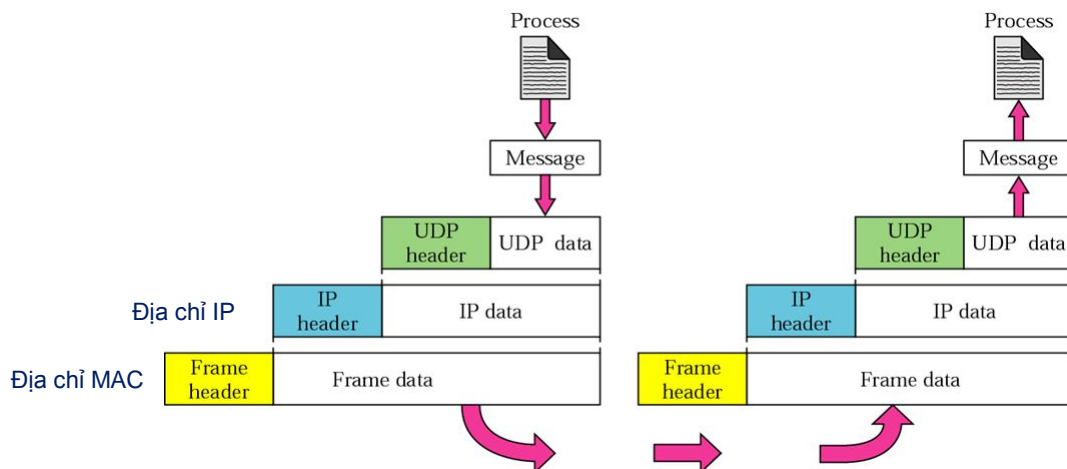 Process
Process
Message
Message
UDP
header
UDP data
UDP
header
UDP data
Địa chỉ IP
IP
header
IP data
IP
header
IP data
Địa chỉ MAC
Frame
header
Frame data
Frame
header
Frame data